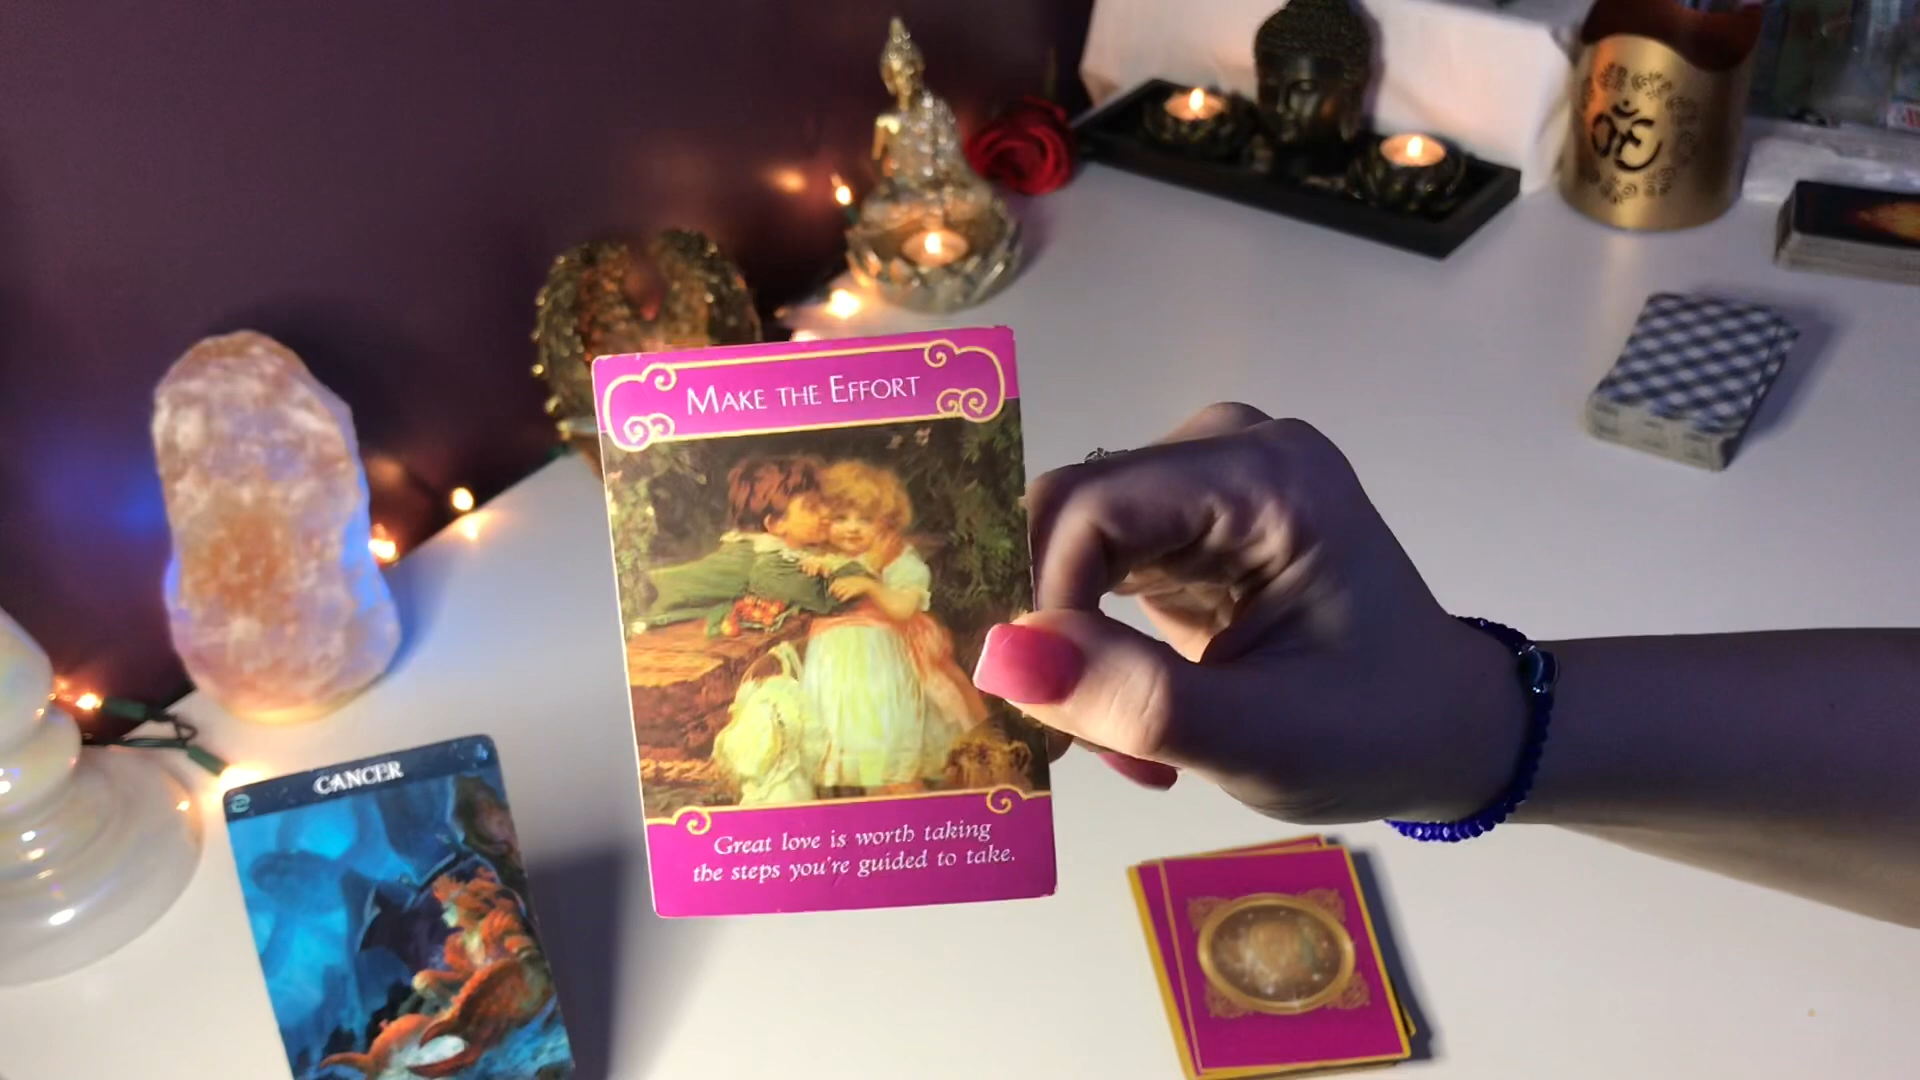 MAKE THE EFFORT
Great love is worth taking
the steps you're guided to take.
CANCER